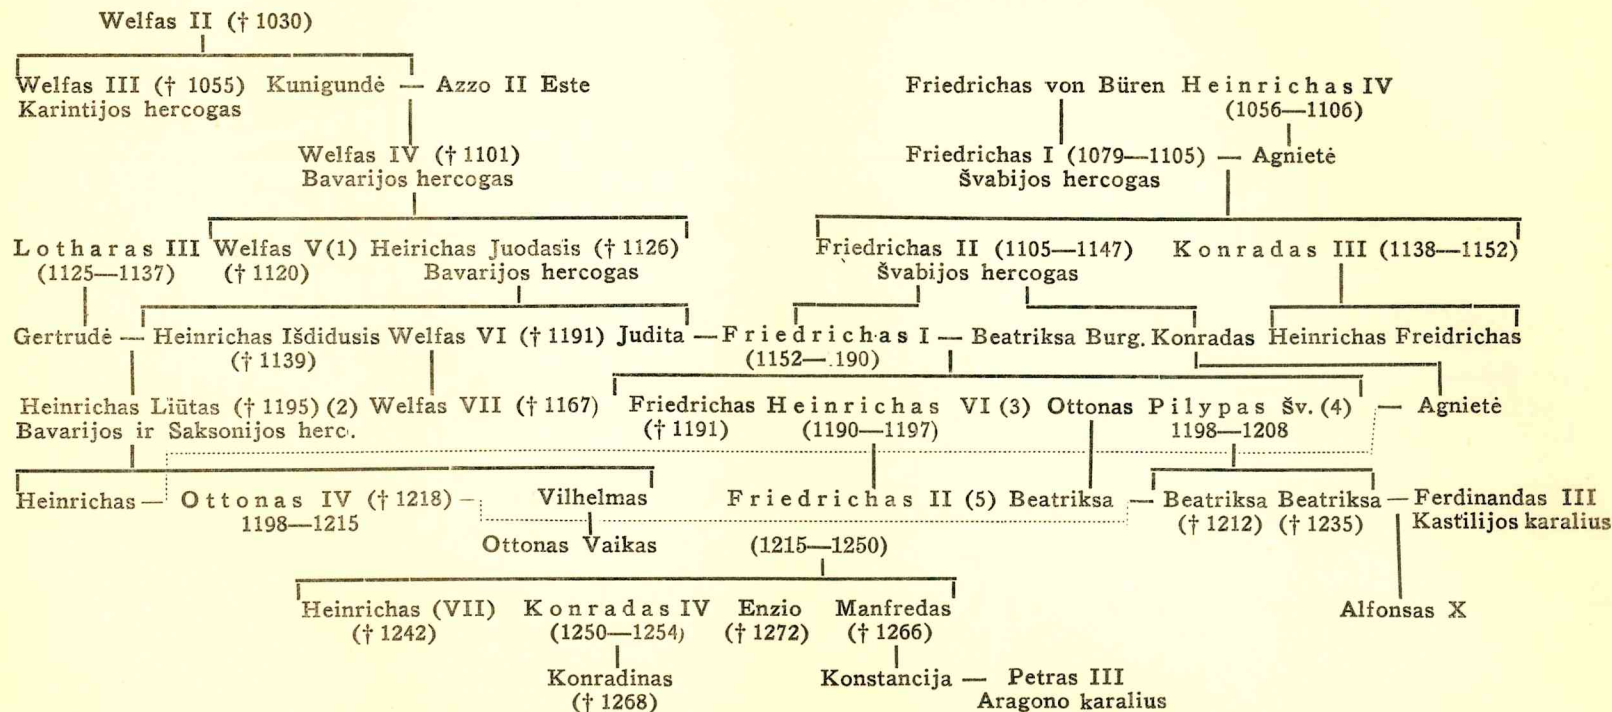 Welfas II († 1030)
Welfas III († 1055) Kunigundė — Azzo II Este Friedrichas von Büren Heinrichas IV
Karintijos hercogas (1056—1106)
Welfas IV († 1101) Friedrichas I (1079—1105) — Agnietė
Bavarijos hercogas Švabijos hercogas
Lotharas III Welfas V (1) Heirichas Juodasis († 1126) Friedrichas II (1105—1147) Konradas III (1138—1152)
(1125—1137) († 1120) Bavarijos hercogas Švabijos hercogas
Gertrudė — Heinrichas Išdidusis Welfas VI († 1191) Judita — Friedrichas I — Beatriksa Burg. Konradas Heinrichas Freidrichas
(† 1139) (1152—.190)
Heinrichas Liūtas († 1195) (2) Welfas VII († 1167) Friedrichas Heinrichas VI (3) Ottonas Pilypas Šv. (4) — Agnietė
Bavarijos ir Saksonijos herc. († 1191) (1190—1197) 1198—1208
Heinrichas — Ottonas IV († 1218) — Vilhelmas Friedrichas II (5) Beatriksa — Beatriksa Beatriksa — Ferdinandas III
1198—1215 († 1212) († 1235) Kastilijos karalius
Ottonas Vaikas (1215—1250)
Heinrichas (VII) Konradas IV Enzio Manfredas Alfonsas X
(† 1242) (1250—1254) († 1272) († 1266)
Konradinas Konstancija — Petras III
(† 1268) Aragono karalius